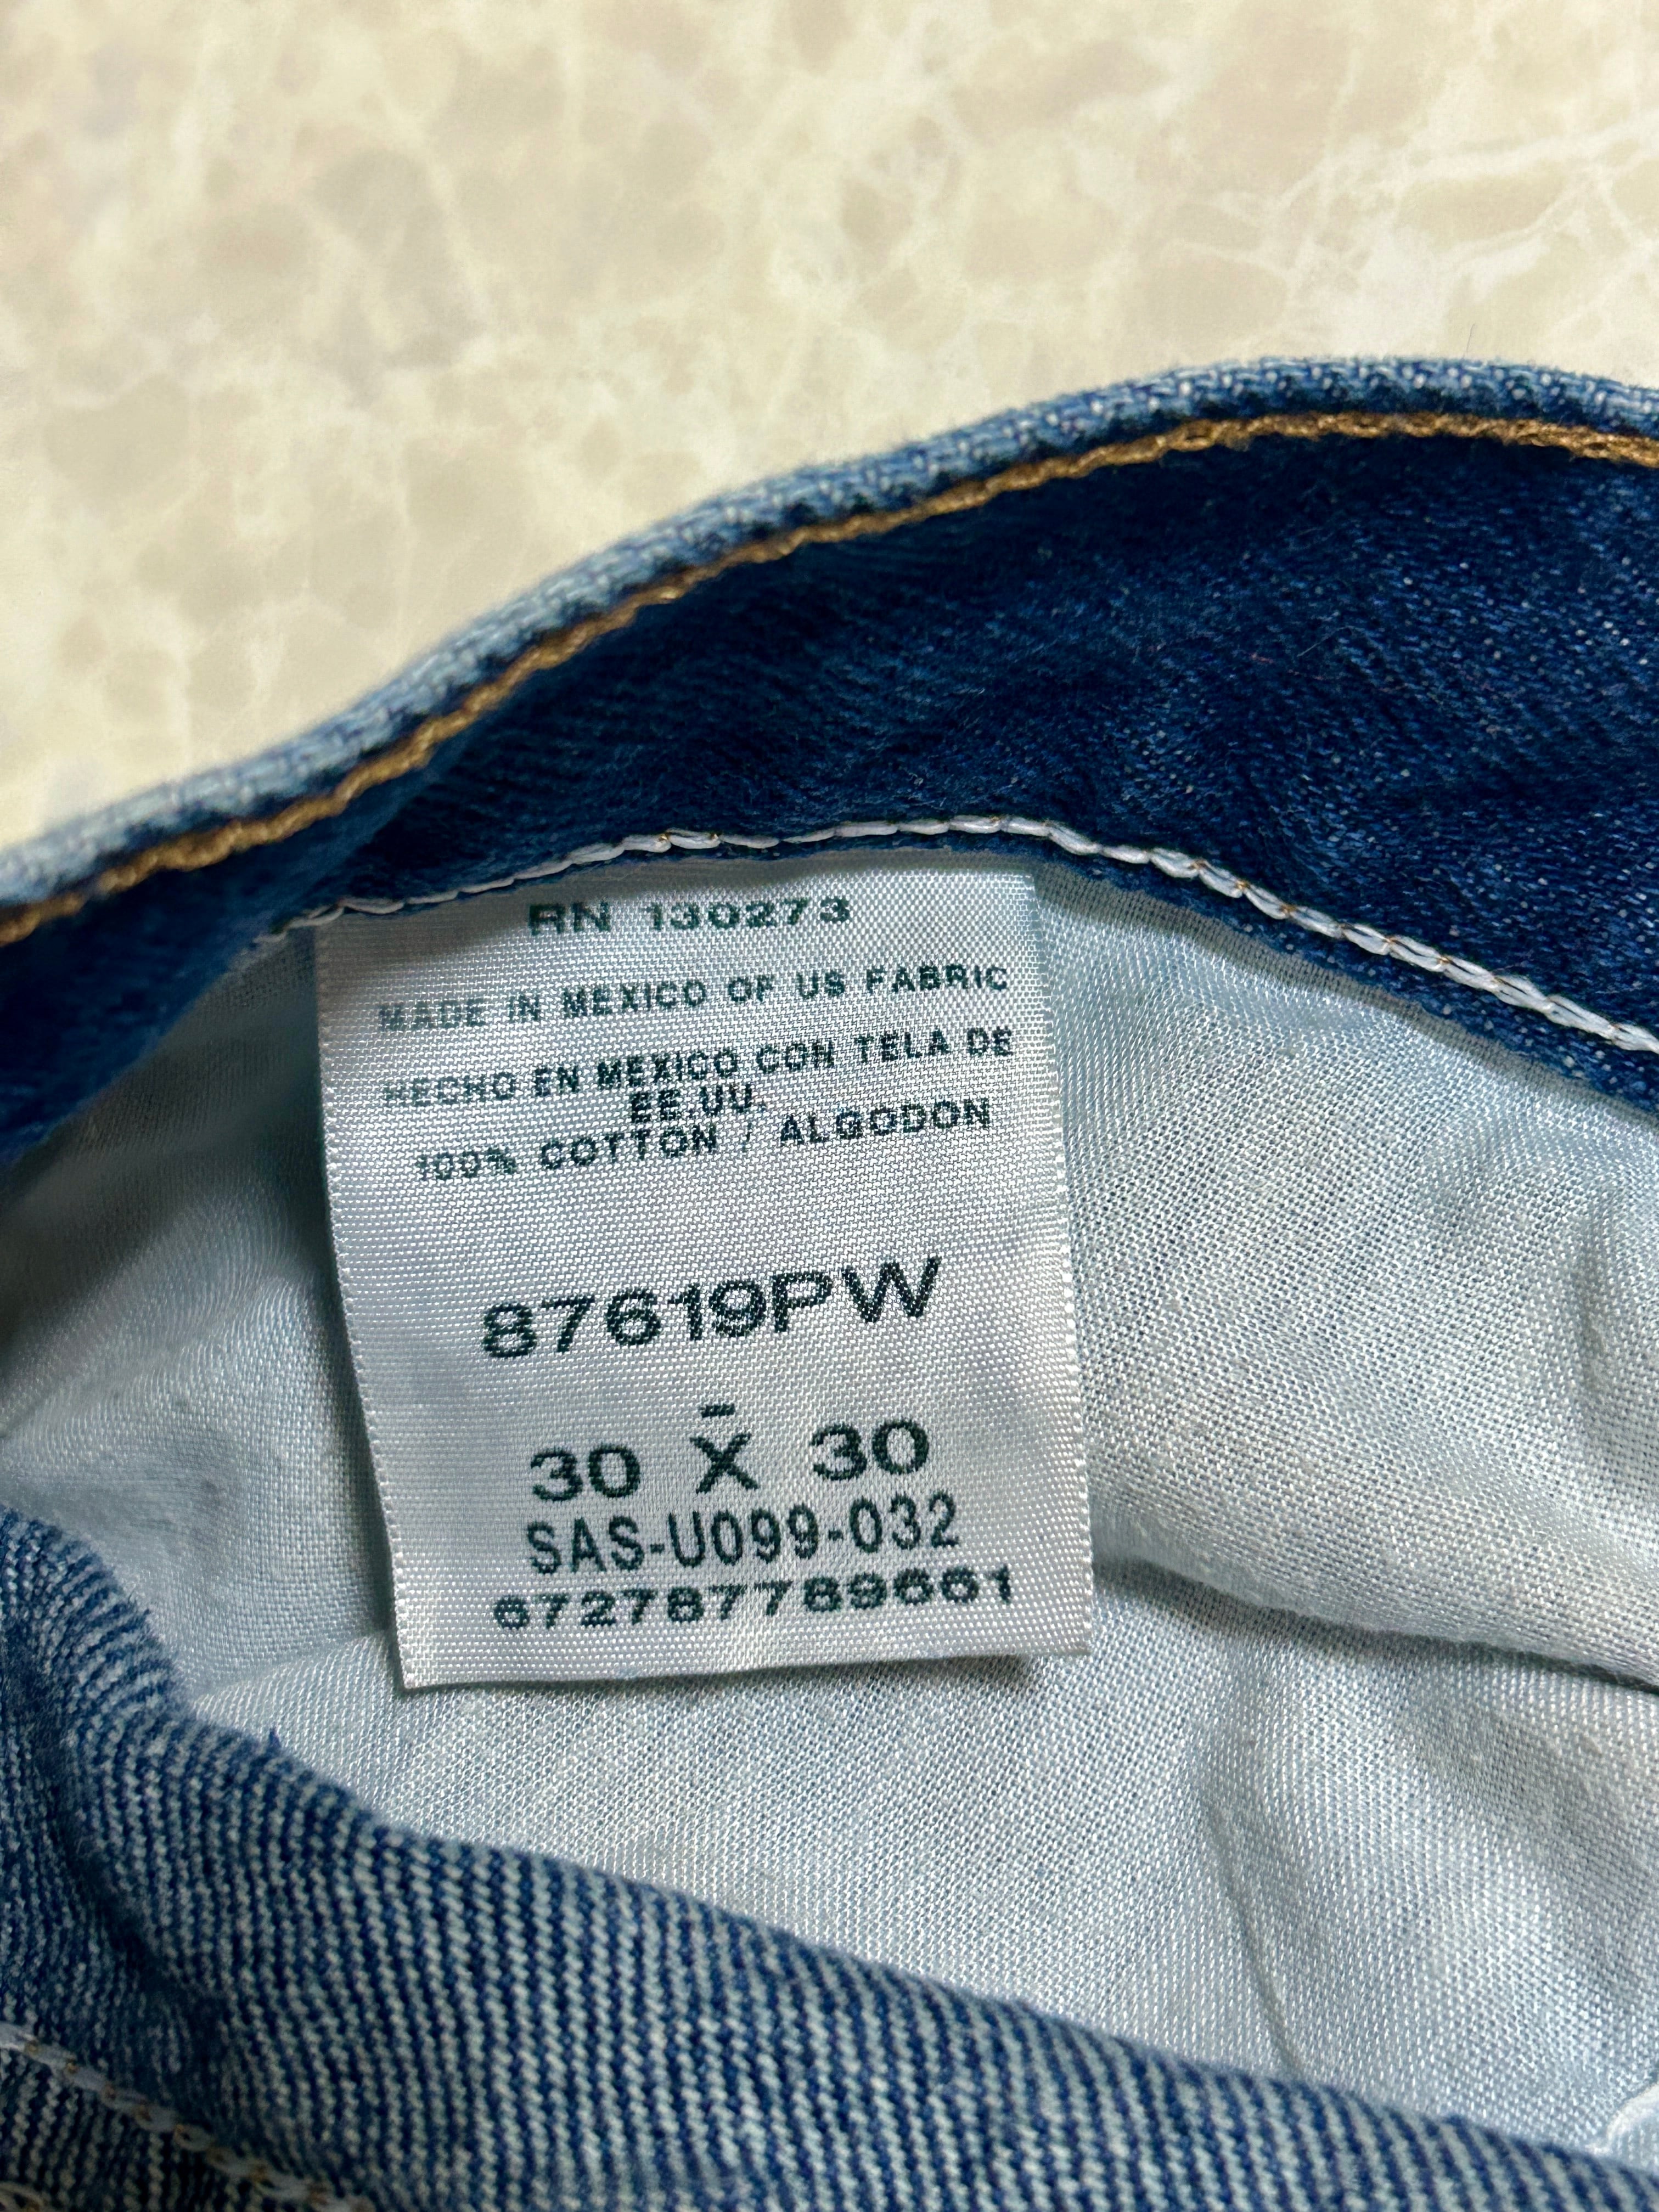 RN 130273
MADE IN MEXICO OF US FABRIC
HECHO EN MEXICO CON TELA DE
EE.UU.
100% COTTON / ALGODON
87619PW
-
30 X 30
SAS-U099-032
672787789661